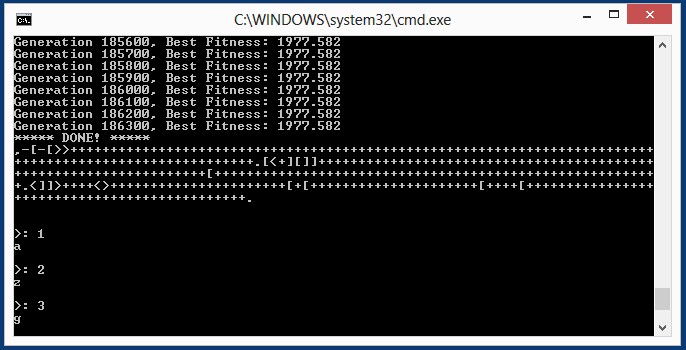 C:\WINDOWS\system32\cmd.exe
Generation 185600, Best Fitness: 1977.582
Generation 185700, Best Fitness: 1977.582
Generation 185800, Best Fitness: 1977.582
Generation 185900, Best Fitness: 1977.582
Generation 186000, Best Fitness: 1977.582
Generation 186100, Best Fitness: 1977.582
Generation 186200, Best Fitness: 1977.582
Generation 186300, Best Fitness: 1977.582
***** DONE! *****
,-[-[>>+++++++++++++++++++++++++++++++++++++++++++++++++++++++++++++++++++++++++
++++++++++++++++++++++++++++++.[<+][]]++++++++++++++++++++++++++++++++++++++++++
++++++++++++++++++++++++[+++++++++++++++++++++++++++++++++++++++++++++++++++++++
+.<]]>++++<>++++++++++++++++++++++[+[+++++++++++++++++++++[++++[++++++++++++++++
+++++++++++++++++++++++++++++.
>: 1
a
>: 2
z
>: 3
g